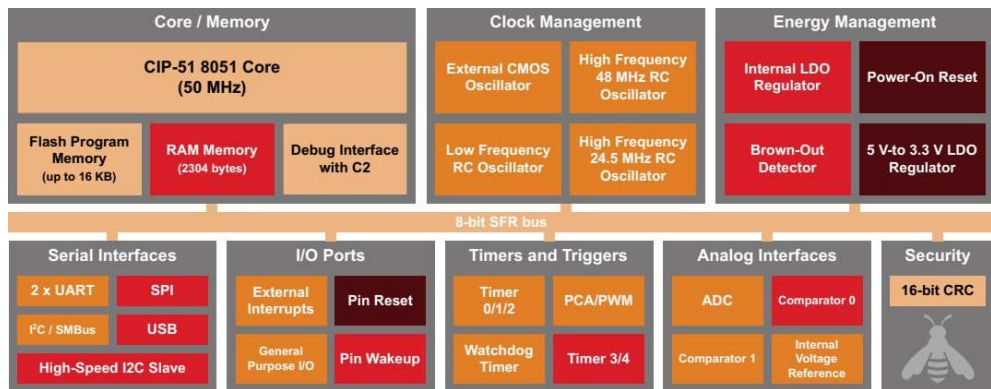 Core / Memory
CIP-51 8051 Core
(50 MHz)
Flash Program
Memory
(up to 16 KB)
RAM Memory
(2304 bytes)
Debug Interface
with C2
Clock Management
External CMOS
Oscillator
High Frequency
48 MHz RC
Oscillator
Low Frequency
RC Oscillator
High Frequency
24.5 MHz RC
Oscillator
Energy Management
Internal LDO
Regulator
Power-On Reset
Brown-Out
Detector
5 V-to 3.3 V LDO
Regulator
8-bit SFR bus
Serial Interfaces
2 x UART
SPI
I²C / SMBus
USB
High-Speed I2C Slave
I/O Ports
External
Interrupts
Pin Reset
General
Purpose I/O
Pin Wakeup
Timers and Triggers
Timer
0/1/2
PCA/PWM
Watchdog
Timer
Timer 3/4
Analog Interfaces
ADC
Comparator 0
Comparator 1
Internal
Voltage
Reference
Security
16-bit CRC